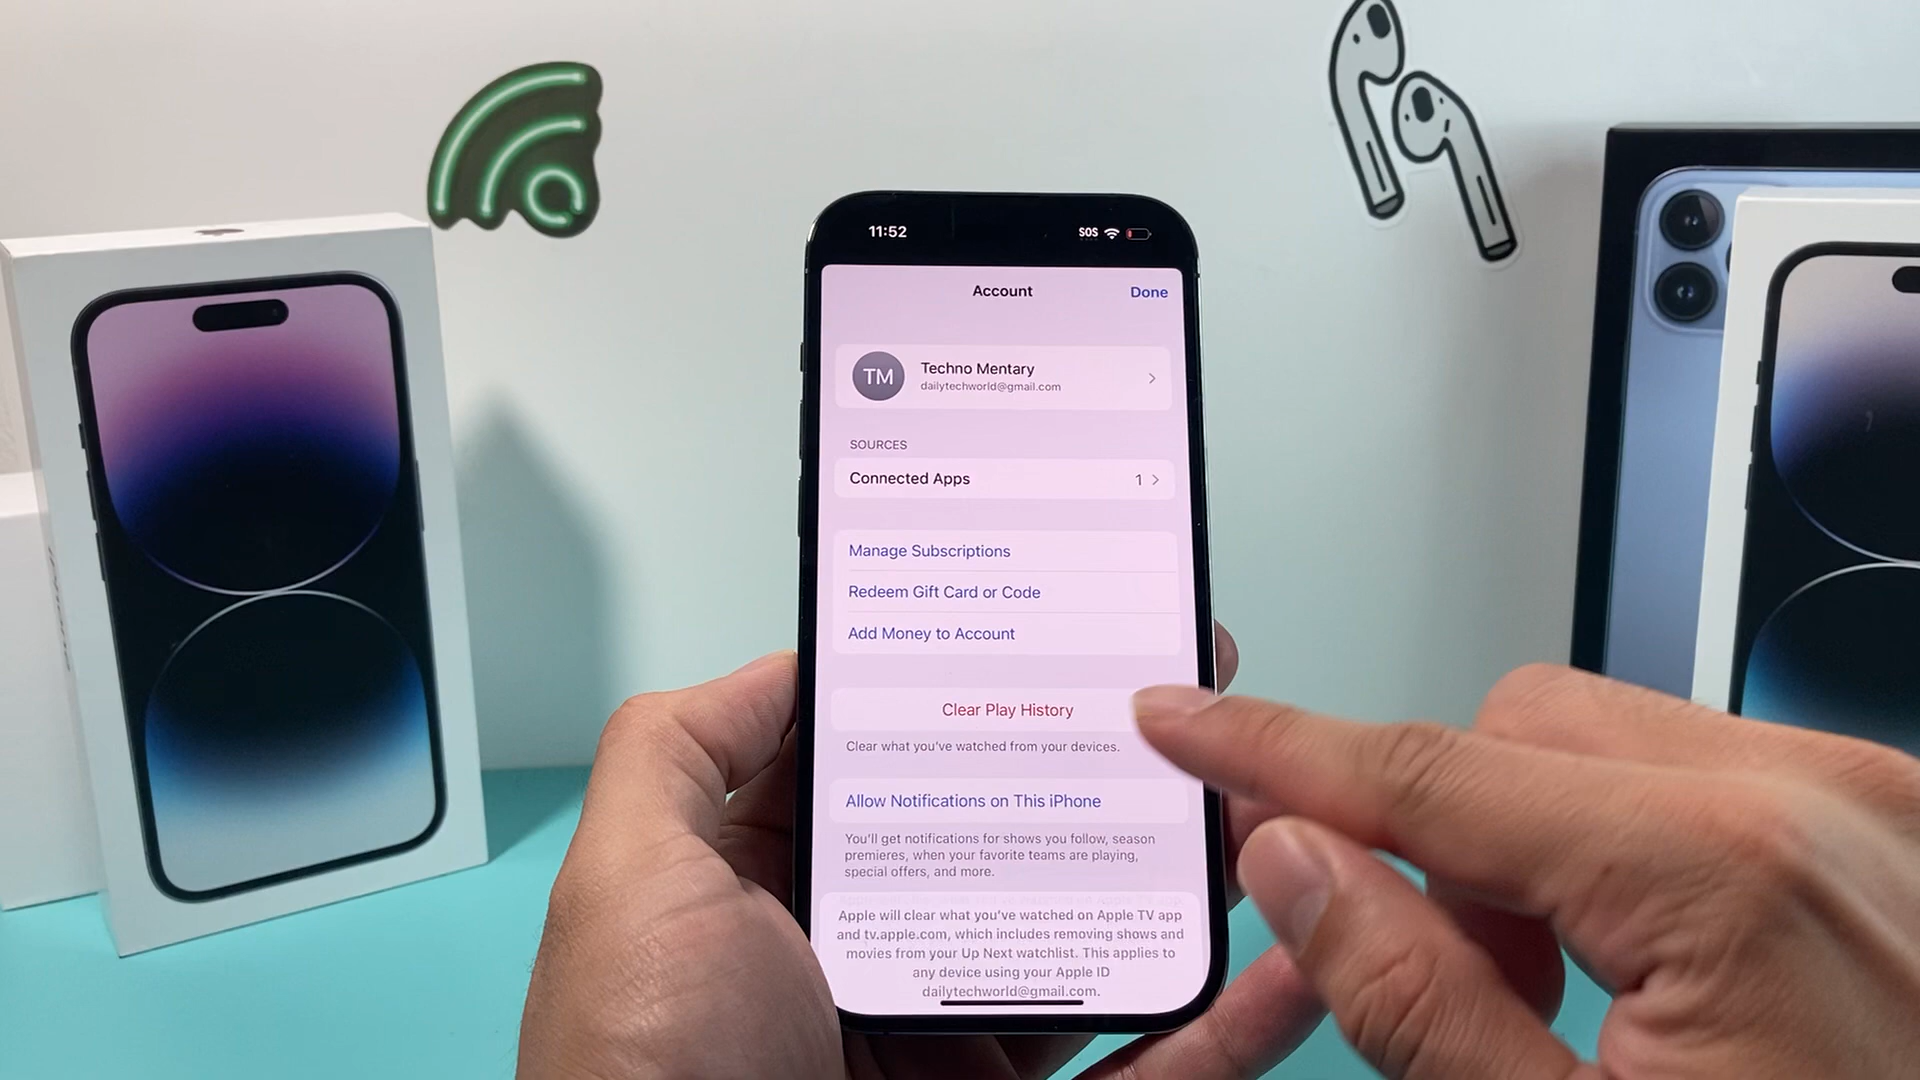 11:52
SOS
Account
Done
TM
Techno Mentary
dailytechworld@gmail.com
SOURCES
Connected Apps
1
Manage Subscriptions
Redeem Gift Card or Code
Add Money to Account
Clear Play History
Clear what you've watched from your devices.
Allow Notifications on This iPhone
You'll get notifications for shows you follow, season
premieres, when your favorite teams are playing,
special offers, and more.
Apple will clear what you've watched on Apple TV app
and tv.apple.com, which includes removing shows and
movies from your Up Next watchlist. This applies to
any device using your Apple ID
dailytechworld@gmail.com.